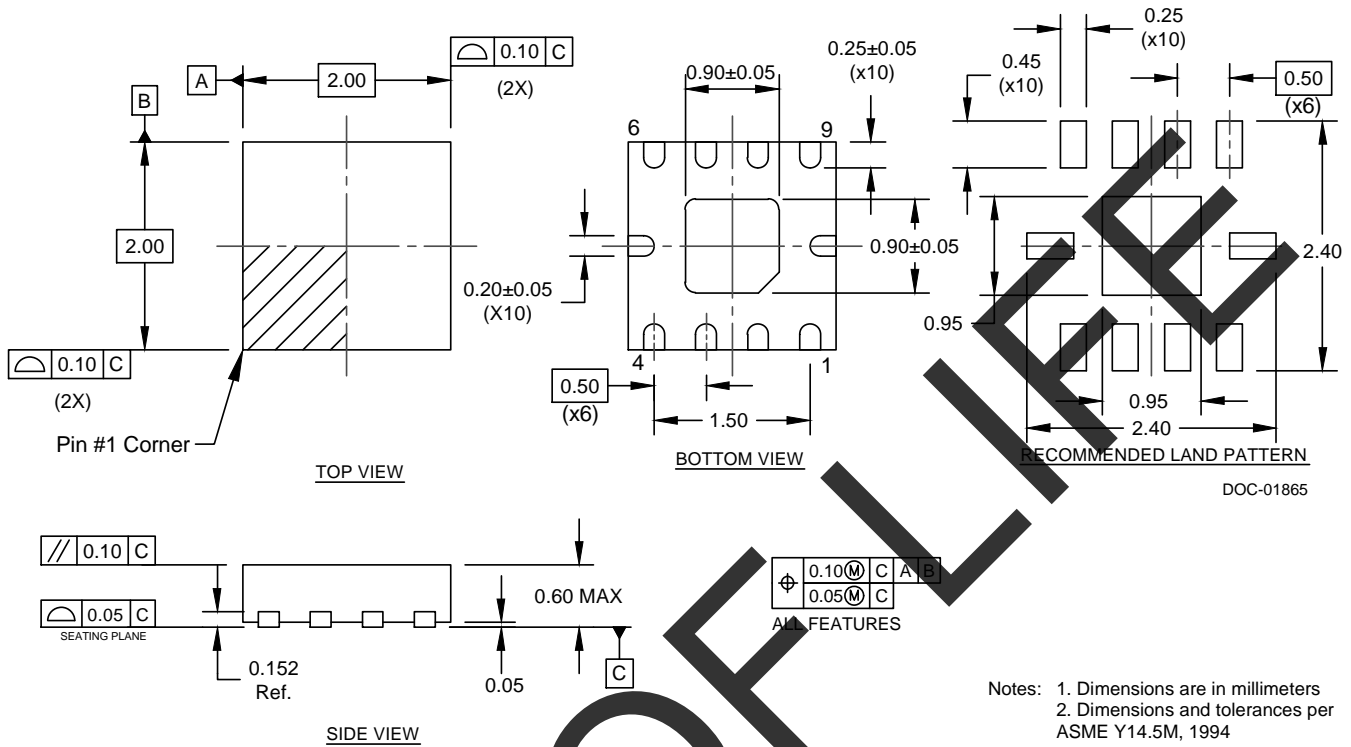 A
2.00
⌓ 0.10 C
(2X)
B
2.00
⌓ 0.10 C
(2X)
Pin #1 Corner
TOP VIEW
0.90±0.05
0.25±0.05
(x10)
6
9
0.90±0.05
0.20±0.05
(X10)
4
1
0.50
(x6)
1.50
BOTTOM VIEW
0.25
(x10)
0.45
(x10)
0.50
(x6)
2.40
0.95
0.95
2.40
RECOMMENDED LAND PATTERN
DOC-01865
// 0.10 C
⌓ 0.05 C
SEATING PLANE
0.152
Ref.
0.60 MAX
0.05
C
SIDE VIEW
⌖ 0.10Ⓜ C A B
0.05Ⓜ C
ALL FEATURES
Notes: 1. Dimensions are in millimeters
2. Dimensions and tolerances per
ASME Y14.5M, 1994
OF LIFE